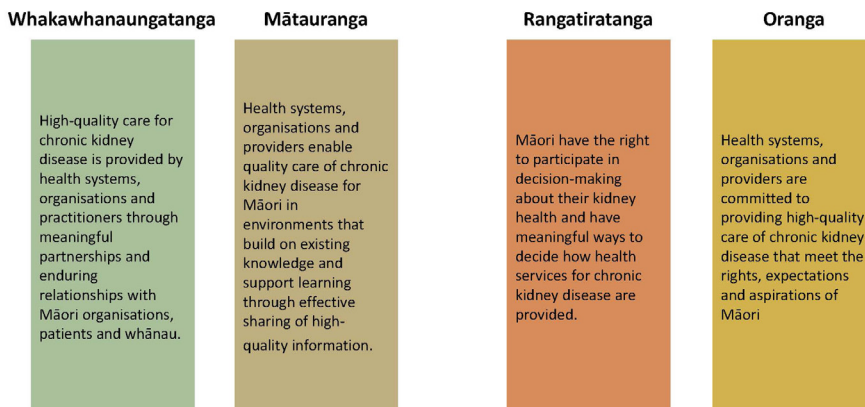 Whakawhanaungatanga
High-quality care for
chronic kidney
disease is provided by
health systems,
organisations and
practitioners through
meaningful
partnerships and
enduring
relationships with
Māori organisations,
patients and whānau.
Mātauranga
Health systems,
organisations and
providers enable
quality care of chronic
kidney disease for
Māori in
environments that
build on existing
knowledge and
support learning
through effective
sharing of high-
quality information.
Rangatiratanga
Māori have the right
to participate in
decision-making
about their kidney
health and have
meaningful ways to
decide how health
services for chronic
kidney disease are
provided.
Oranga
Health systems,
organisations and
providers are
committed to
providing high-quality
care of chronic kidney
disease that meet the
rights, expectations
and aspirations of
Māori